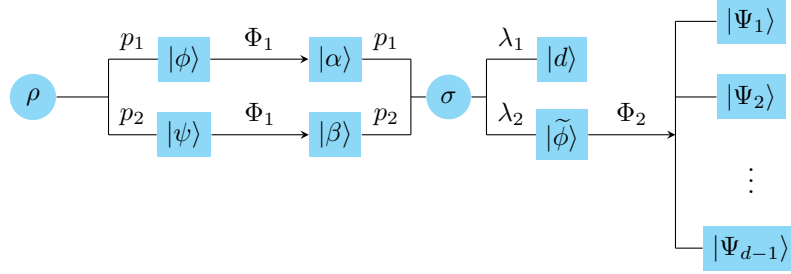 |Ψ₁⟩
p₁ Φ₁ p₁ λ₁
|ϕ⟩ |α⟩ |d⟩
ρ σ |Ψ₂⟩
p₂ Φ₁ p₂ λ₂ Φ₂
|ψ⟩ |β⟩ |ϕ̃⟩
⋮
|Ψ_{d−1}⟩